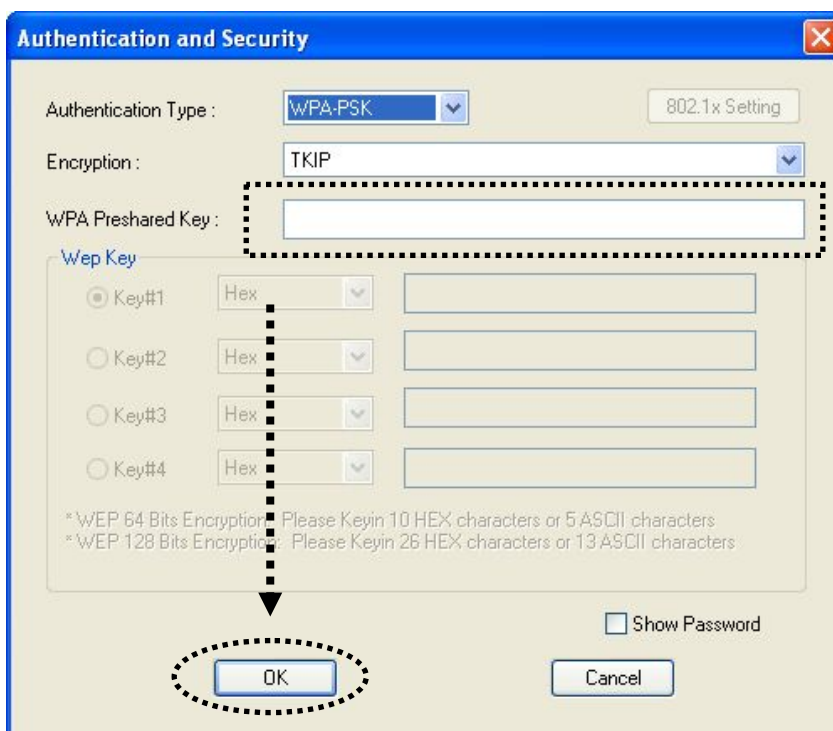 Authentication and Security
Authentication Type : WPA-PSK 802.1x Setting
Encryption : TKIP
WPA Preshared Key :
Wep Key
Key#1 Hex
Key#2 Hex
Key#3 Hex
Key#4 Hex
* WEP 64 Bits Encryption: Please Keyin 10 HEX characters or 5 ASCII characters
* WEP 128 Bits Encryption: Please Keyin 26 HEX characters or 13 ASCII characters
Show Password
OK Cancel